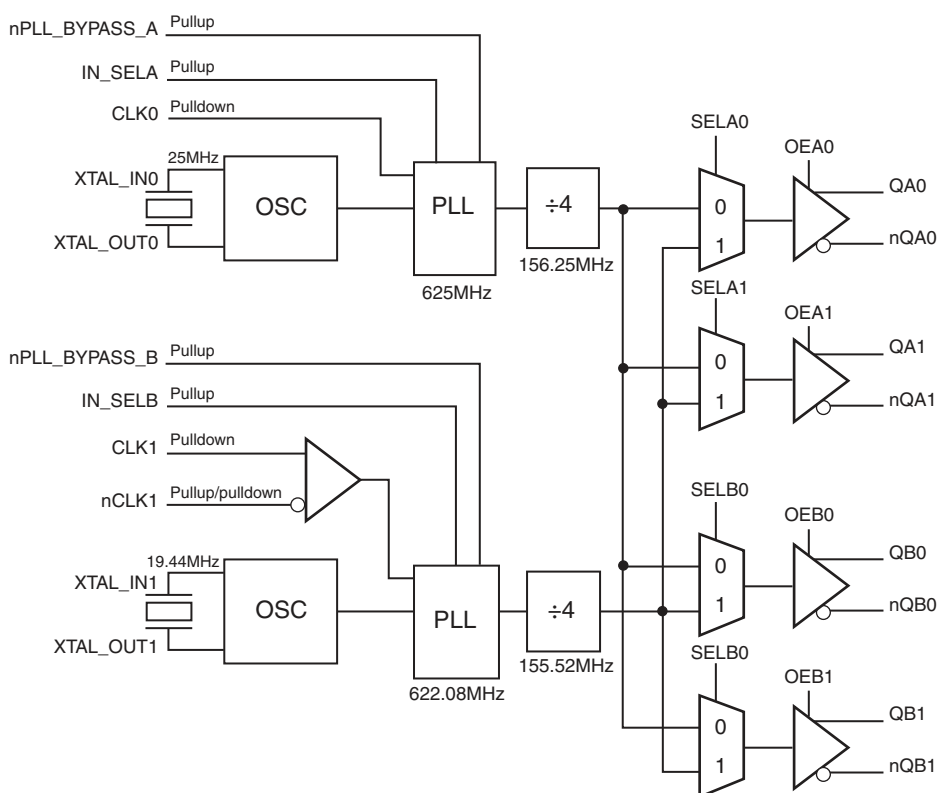 nPLL_BYPASS_A Pullup
IN_SELA Pullup
CLK0 Pulldown
XTAL_IN0 25MHz
XTAL_OUT0
OSC
PLL
625MHz
÷4
156.25MHz
SELA0
0
1
OEA0
QA0
nQA0
SELA1
0
1
OEA1
QA1
nQA1
nPLL_BYPASS_B Pullup
IN_SELB Pullup
CLK1 Pulldown
nCLK1 Pullup/pulldown
XTAL_IN1 19.44MHz
XTAL_OUT1
OSC
PLL
622.08MHz
÷4
155.52MHz
SELB0
0
1
OEB0
QB0
nQB0
SELB0
0
1
OEB1
QB1
nQB1